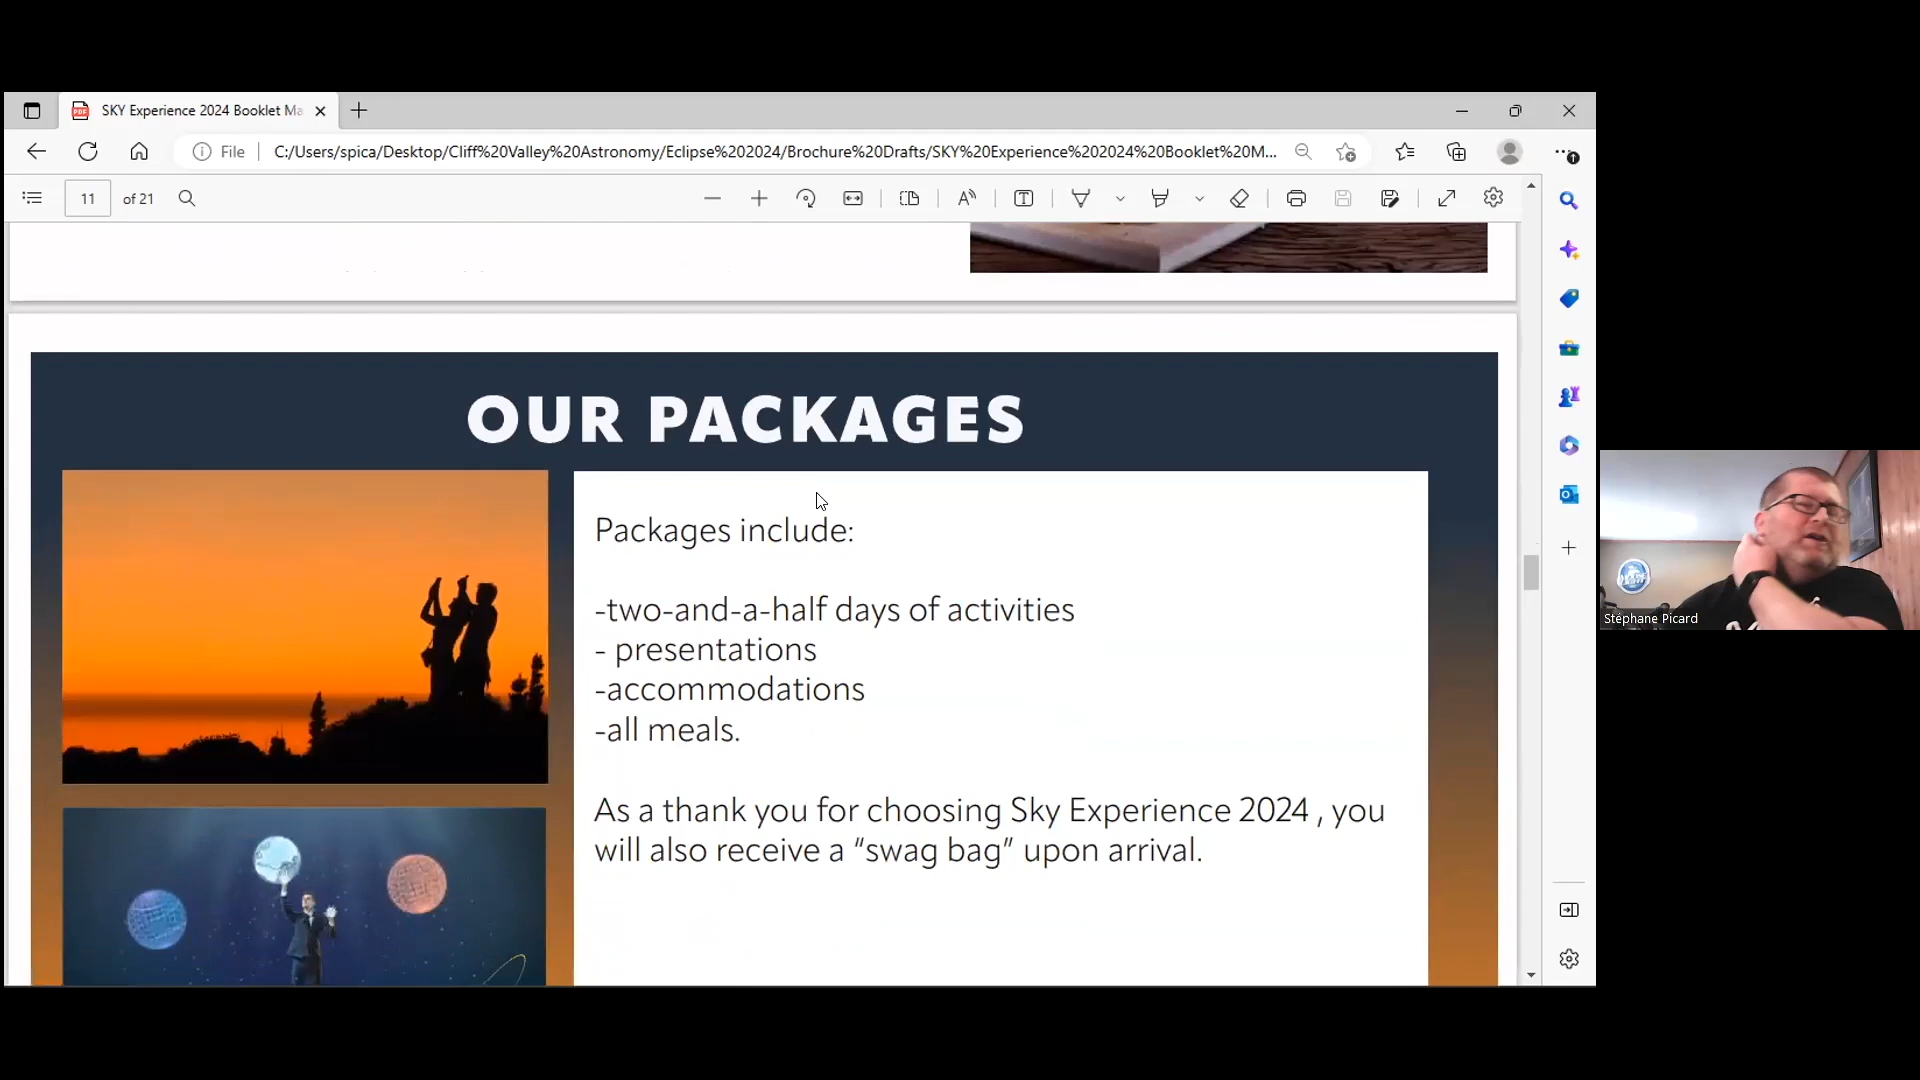 SKY Experience 2024 Booklet Ma
File
C:/Users/spica/Desktop/Cliff%20Valley%20Astronomy/Eclipse%202024/Brochure%20Drafts/SKY%20Experience%202024%20Booklet%20M...
11 of 21
OUR PACKAGES
Packages include:
-two-and-a-half days of activities
- presentations
-accommodations
-all meals.
As a thank you for choosing Sky Experience 2024 , you
will also receive a “swag bag” upon arrival.
Stéphane Picard